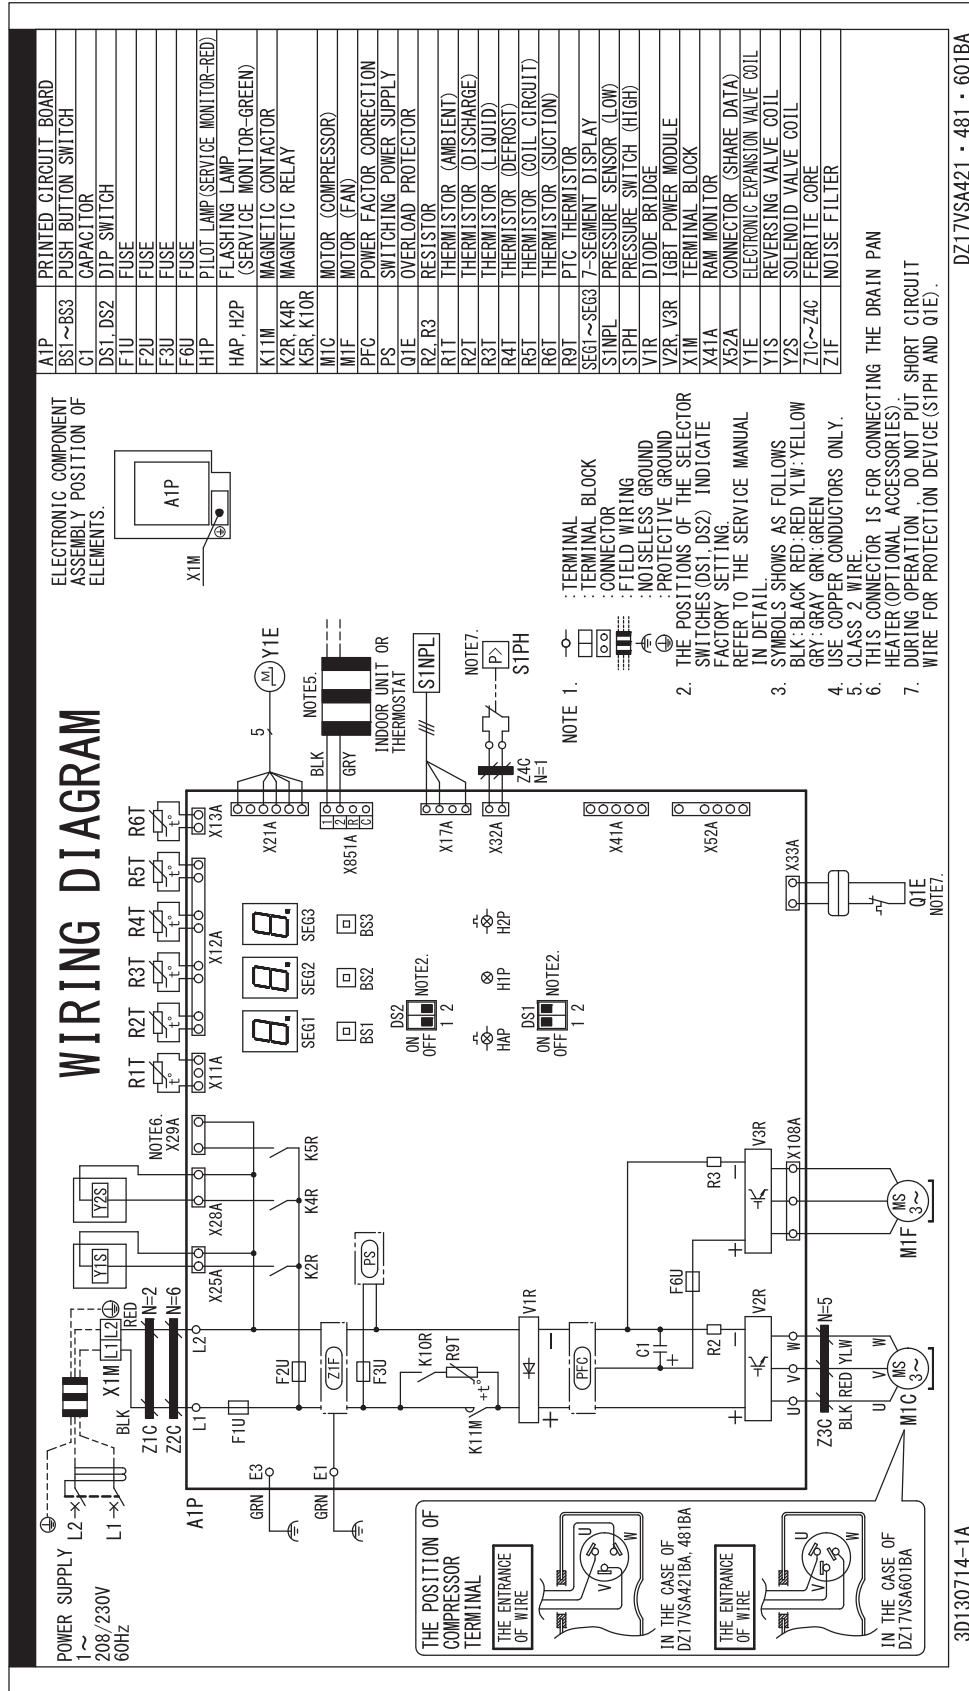 WIRING DIAGRAM
POWER SUPPLY
1~
208/230V
60Hz
L2
L1
BLK
RED
X1M
L1
L2
Z1C
N=2
Z2C
N=6
Y1S
Y2S
NOTE6.
X25A
X28A
X29A
R1T
R2T
R3T
R4T
R5T
R6T
t°
t°
t°
t°
t°
t°
X11A
X12A
X13A
A1P
L1
L2
F1U
K2R
K4R
K5R
GRN
E3
GRN
E1
F2U
Z1F
F3U
PS
K10R
R9T
+t°
K11M
V1R
+
−
PFC
C1
+
F6U
R2
R3
+
−
V2R
+
−
V3R
U
V
W
X108A
Z3C
N=5
BLK
RED
YLW
U
V
W
MS
3~
M1C
MS
3~
M1F
SEG1
SEG2
SEG3
BS1
BS2
BS3
DS2
ON
OFF
1 2
NOTE2.
HAP
H1P
H2P
DS1
ON
OFF
1 2
NOTE2.
X21A
5
M
Y1E
X851A
1
2
R
C
BLK
GRY
NOTE5.
INDOOR UNIT OR
THERMOSTAT
X17A
S1NPL
X32A
Z4C
N=1
NOTE7.
P>
S1PH
X41A
X52A
X33A
Q1E
NOTE7.
THE POSITION OF
COMPRESSOR
TERMINAL
THE ENTRANCE
OF WIRE
U
V
W
IN THE CASE OF
DZ17VSA421BA, 481BA
THE ENTRANCE
OF WIRE
U
V
W
IN THE CASE OF
DZ17VSA601BA
ELECTRONIC COMPONENT
ASSEMBLY POSITION OF
ELEMENTS.
A1P
X1M
NOTE 1.
:TERMINAL
:TERMINAL BLOCK
:CONNECTOR
:FIELD WIRING
:NOISELESS GROUND
:PROTECTIVE GROUND
2. THE POSITIONS OF THE SELECTOR
SWITCHES(DS1,DS2) INDICATE
FACTORY SETTING.
REFER TO THE SERVICE MANUAL
IN DETAIL.
3. SYMBOLS SHOWS AS FOLLOWS
BLK:BLACK RED:RED YLW:YELLOW
GRY:GRAY GRN:GREEN
4. USE COPPER CONDUCTORS ONLY.
5. CLASS 2 WIRE.
6. THIS CONNECTOR IS FOR CONNECTING THE DRAIN PAN
HEATER(OPTIONAL ACCESSORIES).
7. DURING OPERATION , DO NOT PUT SHORT CIRCUIT
WIRE FOR PROTECTION DEVICE(S1PH AND Q1E).
A1P PRINTED CIRCUIT BOARD
BS1~BS3 PUSH BUTTON SWITCH
C1 CAPACITOR
DS1, DS2 DIP SWITCH
F1U FUSE
F2U FUSE
F3U FUSE
F6U FUSE
H1P PILOT LAMP(SERVICE MONITOR-RED)
HAP, H2P FLASHING LAMP
(SERVICE MONITOR-GREEN)
K11M MAGNETIC CONTACTOR
K2R, K4R MAGNETIC RELAY
K5R, K10R
M1C MOTOR (COMPRESSOR)
M1F MOTOR (FAN)
PFC POWER FACTOR CORRECTION
PS SWITCHING POWER SUPPLY
Q1E OVERLOAD PROTECTOR
R2, R3 RESISTOR
R1T THERMISTOR (AMBIENT)
R2T THERMISTOR (DISCHARGE)
R3T THERMISTOR (LIQUID)
R4T THERMISTOR (DEFROST)
R5T THERMISTOR (COIL CIRCUIT)
R6T THERMISTOR (SUCTION)
R9T PTC THERMISTOR
SEG1~SEG3 7-SEGMENT DISPLAY
S1NPL PRESSURE SENSOR (LOW)
S1PH PRESSURE SWITCH (HIGH)
V1R DIODE BRIDGE
V2R, V3R IGBT POWER MODULE
X1M TERMINAL BLOCK
X41A RAM MONITOR
X52A CONNECTOR (SHARE DATA)
Y1E ELECTRONIC EXPANSION VALVE COIL
Y1S REVERSING VALVE COIL
Y2S SOLENOID VALVE COIL
Z1C~Z4C FERRITE CORE
Z1F NOISE FILTER
3D130714-1A
DZ17VSA421・481・601BA